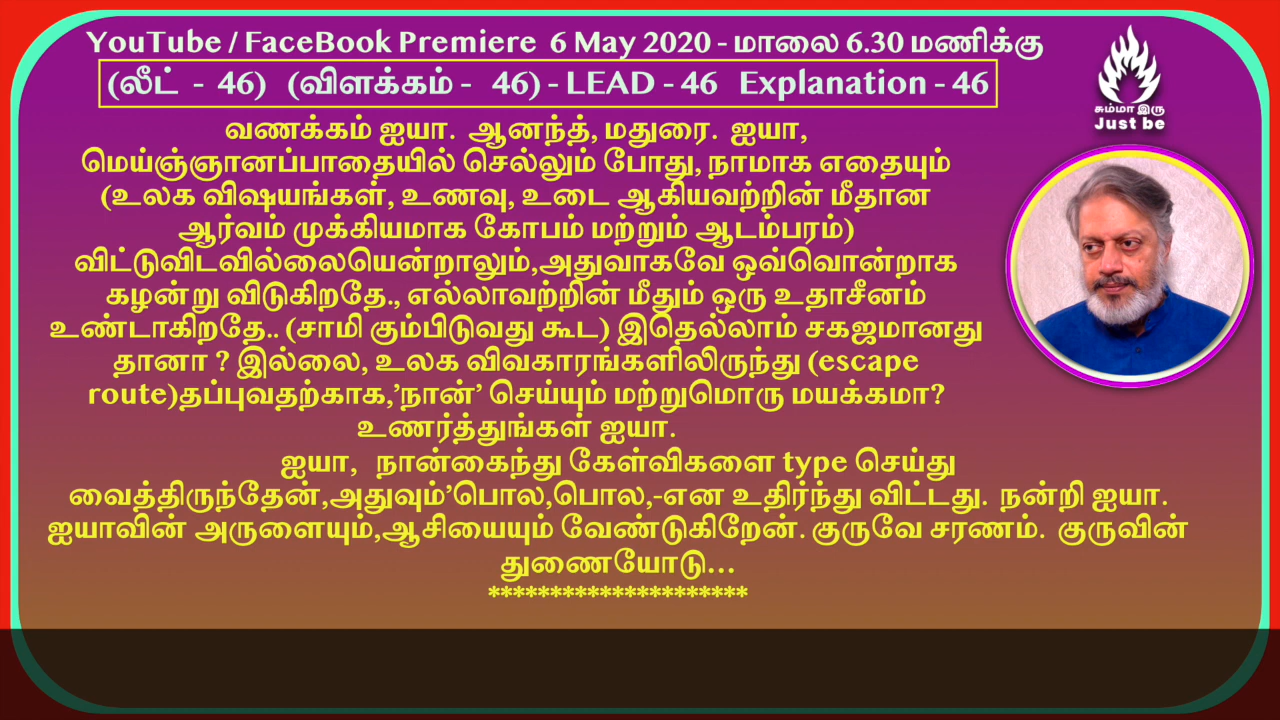 YouTube / FaceBook Premiere 6 May 2020 - மாலை 6.30 மணிக்கு
(லீட் - 46) (விளக்கம் - 46) - LEAD - 46 Explanation - 46
சும்மா இரு
Just be
வணக்கம் ஐயா. ஆனந்த், மதுரை. ஐயா,
மெய்ஞ்ஞானப்பாதையில் செல்லும் போது, நாமாக எதையும்
(உலக விஷயங்கள், உணவு, உடை ஆகியவற்றின் மீதான
ஆர்வம் முக்கியமாக கோபம் மற்றும் ஆடம்பரம்)
விட்டுவிடவில்லையென்றாலும்,அதுவாகவே ஒவ்வொன்றாக
கழன்று விடுகிறதே., எல்லாவற்றின் மீதும் ஒரு உதாசீனம்
உண்டாகிறதே.. (சாமி கும்பிடுவது கூட) இதெல்லாம் சகஜமானது
தானா ? இல்லை, உலக விவகாரங்களிலிருந்து (escape
route)தப்புவதற்காக,’நான்’ செய்யும் மற்றுமொரு மயக்கமா?
உணர்த்துங்கள் ஐயா.
ஐயா, நான்கைந்து கேள்விகளை type செய்து
வைத்திருந்தேன்,அதுவும்’பொல,பொல,-என உதிர்ந்து விட்டது. நன்றி ஐயா.
ஐயாவின் அருளையும்,ஆசியையும் வேண்டுகிறேன். குருவே சரணம். குருவின்
துணையோடு...
*********************